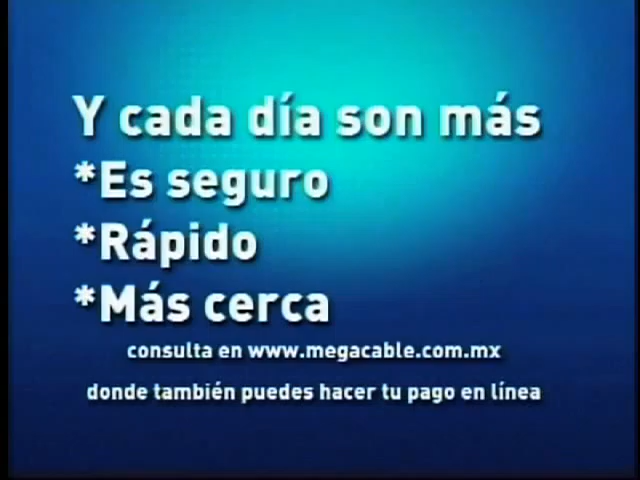 Y cada día son más
*Es seguro
*Rápido
*Más cerca
consulta en www.megacable.com.mx
donde también puedes hacer tu pago en línea